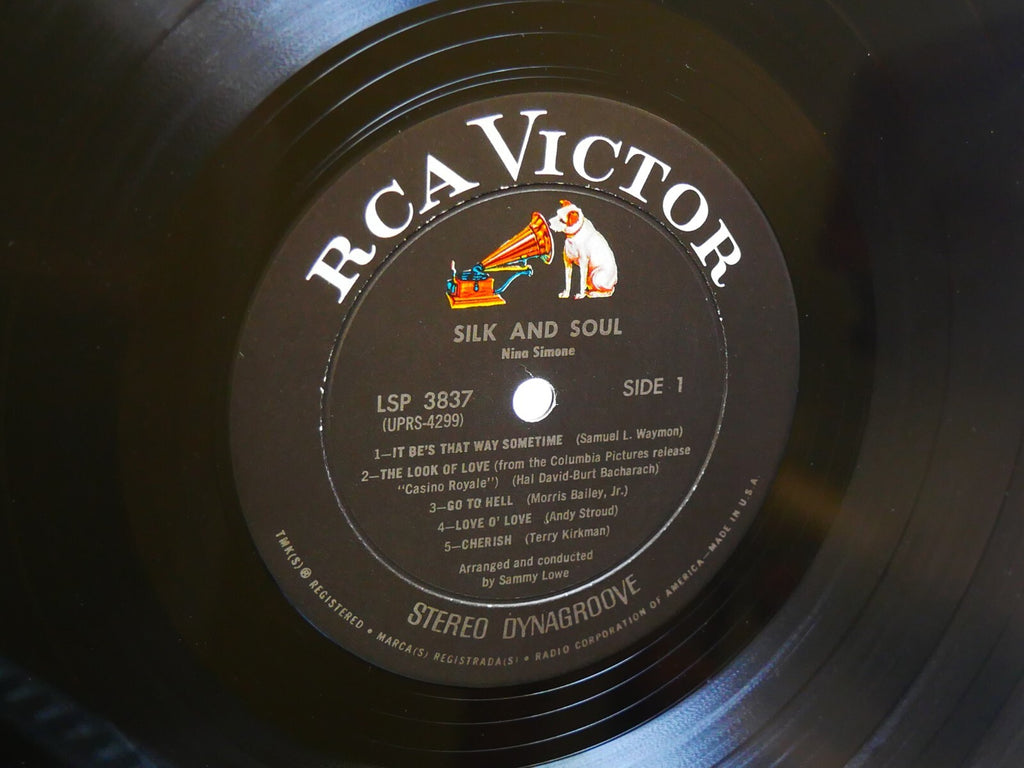 RCA VICTOR
SILK AND SOUL
Nina Simone
LSP 3837
(UPRS-4299)
SIDE 1
1—IT BE'S THAT WAY SOMETIME (Samuel L. Waymon)
2—THE LOOK OF LOVE (from the Columbia Pictures release
"Casino Royale") (Hal David-Burt Bacharach)
3—GO TO HELL (Morris Bailey, Jr.)
4—LOVE O' LOVE (Andy Stroud)
5—CHERISH (Terry Kirkman)
Arranged and conducted
by Sammy Lowe
STEREO DYNAGROOVE
TMK(S) ® REGISTERED • MARCA(S) REGISTRADA(S) • RADIO CORPORATION OF AMERICA—MADE IN U.S.A.